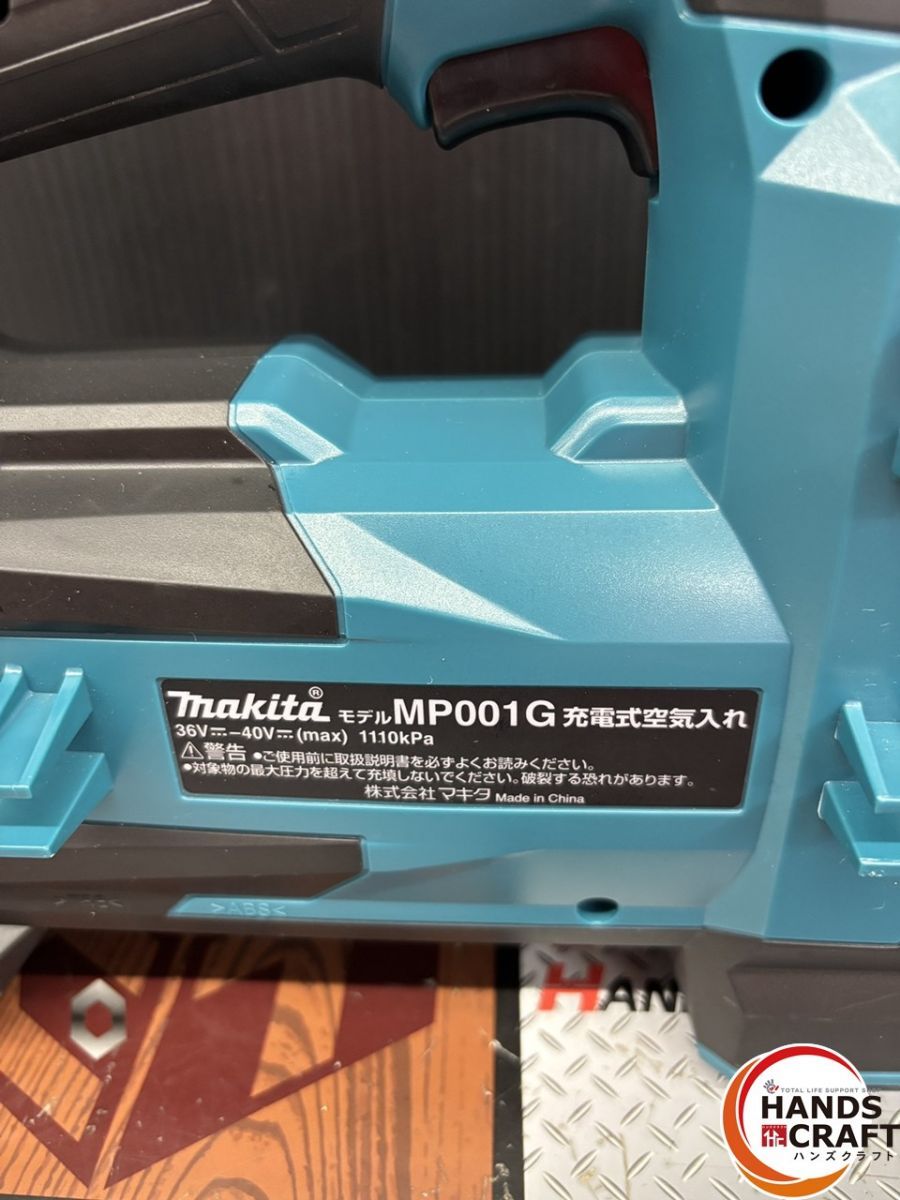 makita® モデルMP001G 充電式空気入れ
36V⎓-40V⎓(max) 1110kPa
⚠警告 ●ご使用前に取扱説明書を必ずよくお読みください。
●対象物の最大圧力を超えて充填しないでください。破裂する恐れがあります。
株式会社マキタ Made in China
>ABS<
>ABS<
HAN
TOTAL LIFE SUPPORT
HANDS
CRAFT
ハンズクラフト